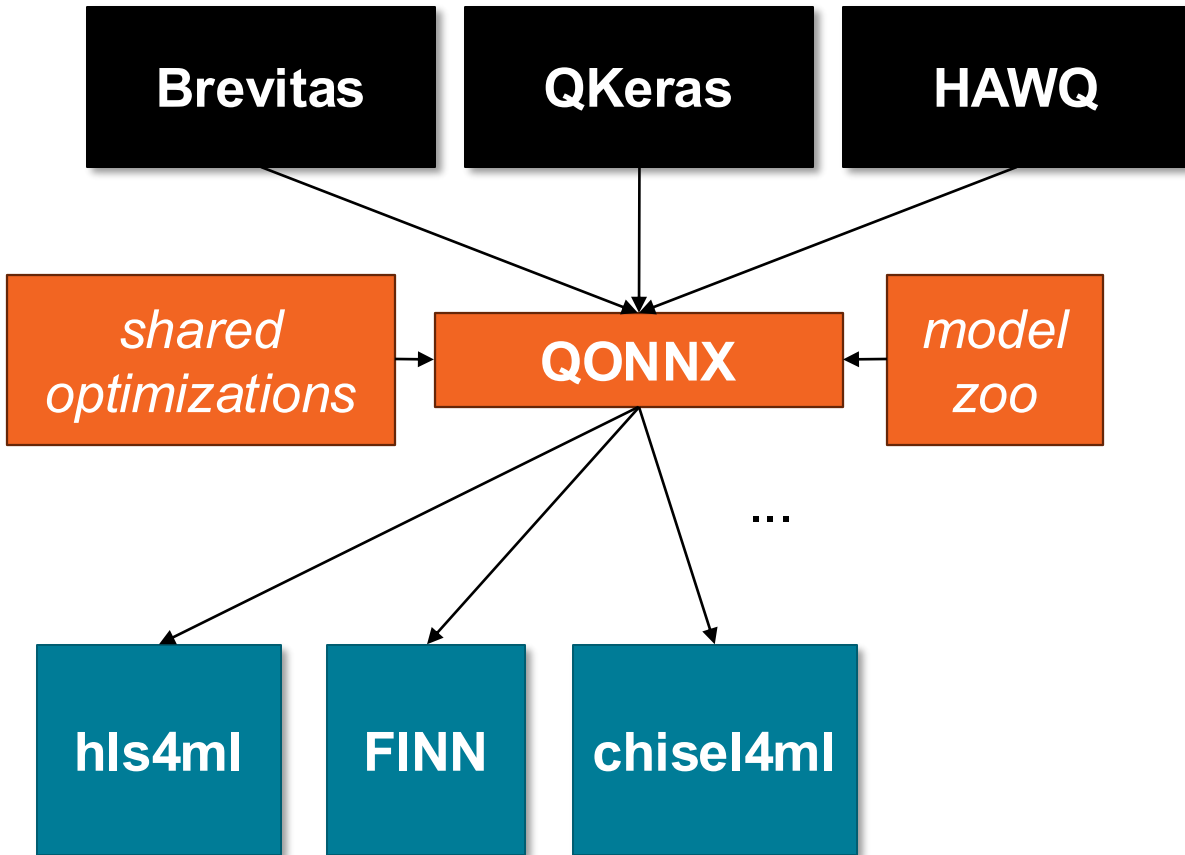 Brevitas
QKeras
HAWQ
shared
optimizations
QONNX
model
zoo
...
hls4ml
FINN
chisel4ml